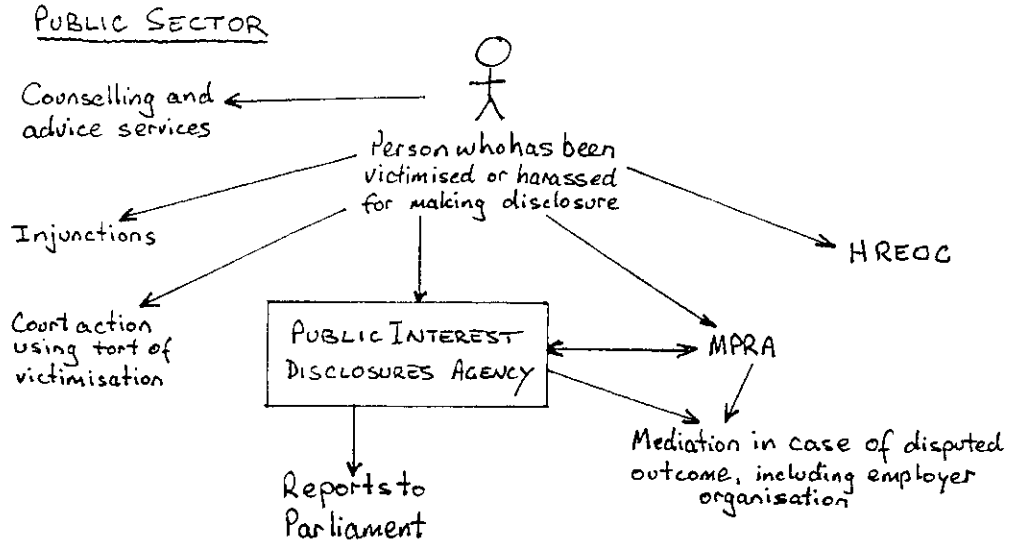 PUBLIC SECTOR
Counselling and
advice services
Person who has been
victimised or harassed
for making disclosure
Injunctions
HREOC
Court action
using tort of
victimisation
PUBLIC INTEREST
DISCLOSURES AGENCY
MPRA
Mediation in case of disputed
outcome, including employer
organisation
Reports to
Parliament